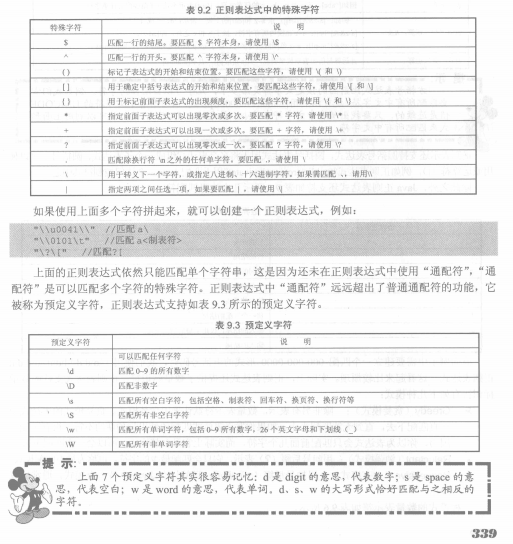 表 9.2 正则表达式中的特殊字符
特殊字符 说 明
$ 匹配一行的结尾。要匹配 $ 字符本身，请使用 \$
^ 匹配一行的开头。要匹配 ^ 字符本身，请使用 \^
( ) 标记子表达式的开始和结束位置。要匹配这些字符，请使用 \( 和 \)
[ ] 用于确定中括号表达式的开始和结束位置。要匹配这些字符，请使用 \[ 和 \]
{ } 用于标记前面子表达式的出现频度。要匹配这些字符，请使用 \{ 和 \}
* 指定前面子表达式可以出现零次或多次。要匹配 * 字符，请使用 \*
+ 指定前面子表达式可以出现一次或多次。要匹配 + 字符，请使用 \+
? 指定前面子表达式可以出现零次或一次。要匹配 ? 字符，请使用 \?
. 匹配除换行符 \n 之外的任何单字符。要匹配 .，请使用 \
\ 用于转义下一个字符，或指定八进制、十六进制字符。如果需匹配 \，请用\\
| 指定两项之间任选一项。如果要匹配 |，请使用 \|
如果使用上面多个字符拼起来，就可以创建一个正则表达式，例如：
"\\u0041\\" //匹配 a\
"\\0101\t" //匹配 a<制表符>
"\?\[" //匹配?[
上面的正则表达式依然只能匹配单个字符串，这是因为还未在正则表达式中使用“通配符”，“通
配符”是可以匹配多个字符的特殊字符。正则表达式中“通配符”远远超出了普通通配符的功能，它
被称为预定义字符，正则表达式支持如表 9.3 所示的预定义字符。
表 9.3 预定义字符
预定义字符 说 明
. 可以匹配任何字符
\d 匹配 0~9 的所有数字
\D 匹配非数字
\s 匹配所有空白字符，包括空格、制表符、回车符、换页符、换行符等
\S 匹配所有非空白字符
\w 匹配所有单词字符，包括 0~9 所有数字，26 个英文字母和下划线（_）
\W 匹配所有非单词字符
提 示:
上面 7 个预定义字符其实很容易记忆：d 是 digit 的意思，代表数字；s 是 space 的意
思，代表空白；w 是 word 的意思，代表单词。d、s、w 的大写形式恰好匹配与之相反的
字符。
339